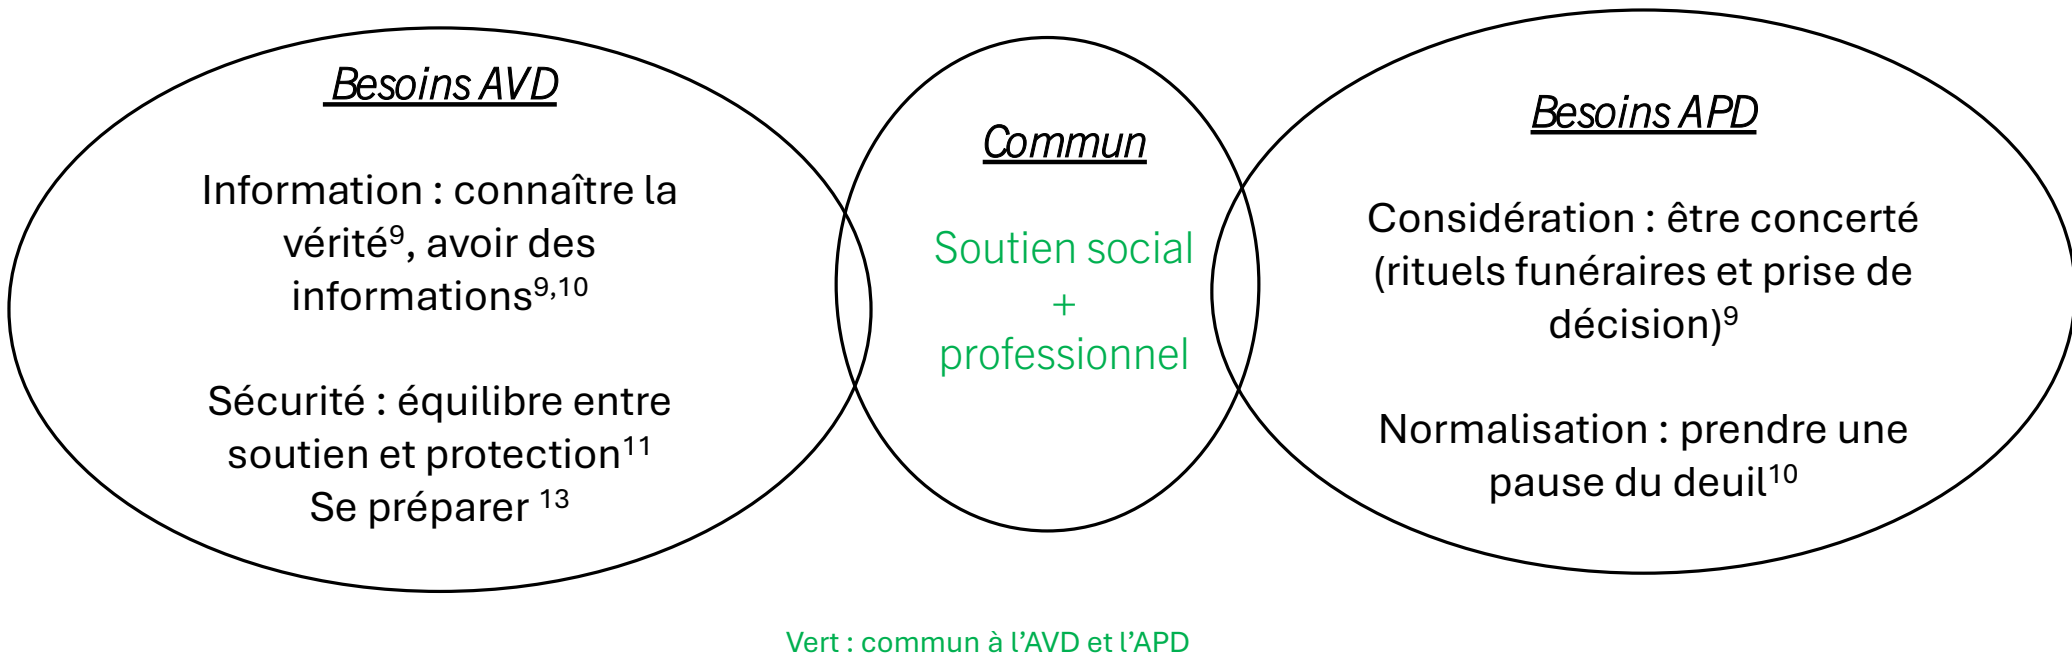 Besoins AVD
Information : connaître la
vérité⁹, avoir des
informations⁹,¹⁰
Sécurité : équilibre entre
soutien et protection¹¹
Se préparer ¹³
Commun
Soutien social
+
professionnel
Besoins APD
Considération : être concerté
(rituels funéraires et prise de
décision)⁹
Normalisation : prendre une
pause du deuil¹⁰
Vert : commun à l’AVD et l’APD